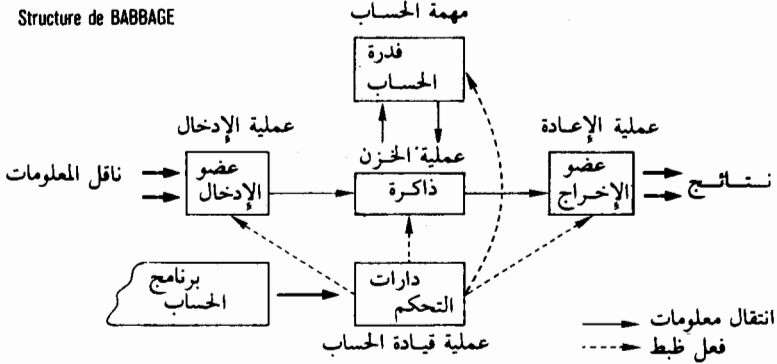 Structure de BABBAGE
مهمة الحساب
فدرة
الحساب
عملية الإدخال
عملية الخزن
عملية الإعادة
ناقل المعلومات
عضو
الإدخال
ذاكرة
عضو
الإخراج
نتائج
برنامج
الحساب
دارات
التحكم
عملية قيادة الحساب
انتقال معلومات
فعل ظبط